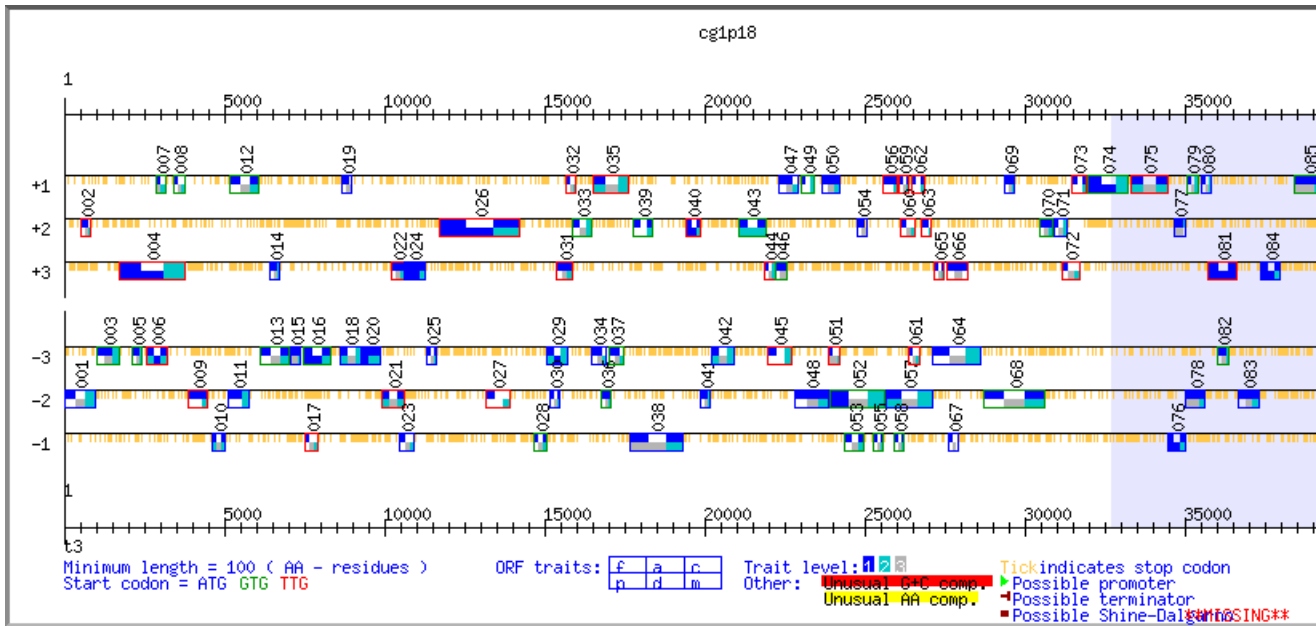 cg1p18
1
5000 10000 15000 20000 25000 30000 35000
007 008 012 019 032 035 047 049 050 056 059 062 069 073 074 075 079 080 085
+1
002 026 033 039 040 043 054 060 063 070 071 077
+2
004 014 022 024 031 044 046 065 066 072 081 084
+3
003 005 006 013 015 016 018 020 025 029 034 037 042 045 051 061 064 082
-3
001 009 011 021 027 030 036 041 048 052 057 068 078 083
-2
010 017 023 028 038 053 055 058 067 076
-1
1
5000 10000 15000 20000 25000 30000 35000
t3
Minimum length = 100 ( AA - residues )
Start codon = ATG GTG TTG
ORF traits: f a c
p d m
Trait level: 1 2 3
Other: Unusual G+C comp.
Unusual AA comp.
Tick indicates stop codon
Possible promoter
Possible terminator
Possible Shine-Dalgarno **MISSING**